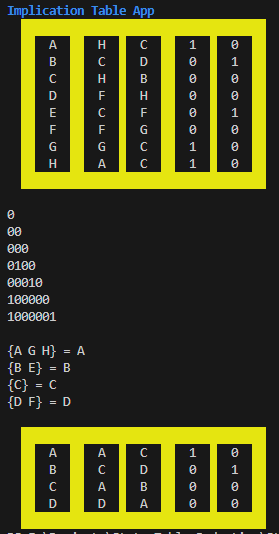 Implication Table App
A H C 1 0
B C D 0 1
C H B 0 0
D F H 0 0
E C F 0 1
F F G 0 0
G G C 1 0
H A C 1 0
0
00
000
0100
00010
100000
1000001
{A G H} = A
{B E} = B
{C} = C
{D F} = D
A A C 1 0
B C D 0 1
C A B 0 0
D D A 0 0